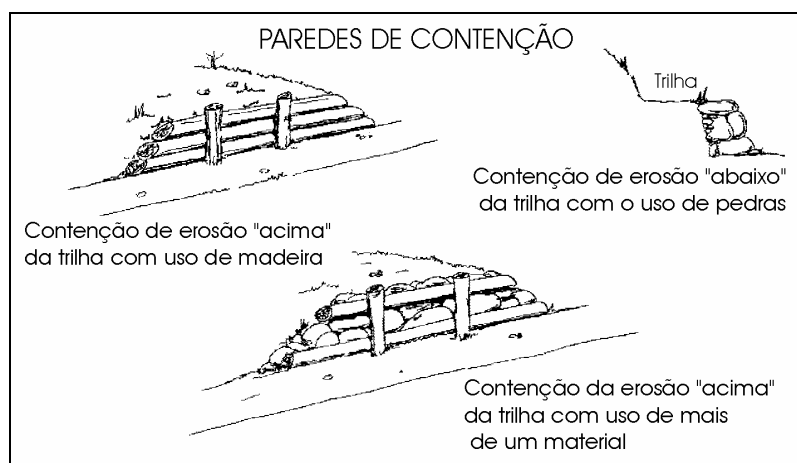 PAREDES DE CONTENÇÃO
Trilha
Contenção de erosão "abaixo"
da trilha com o uso de pedras
Contenção de erosão "acima"
da trilha com uso de madeira
Contenção da erosão "acima"
da trilha com uso de mais
de um material